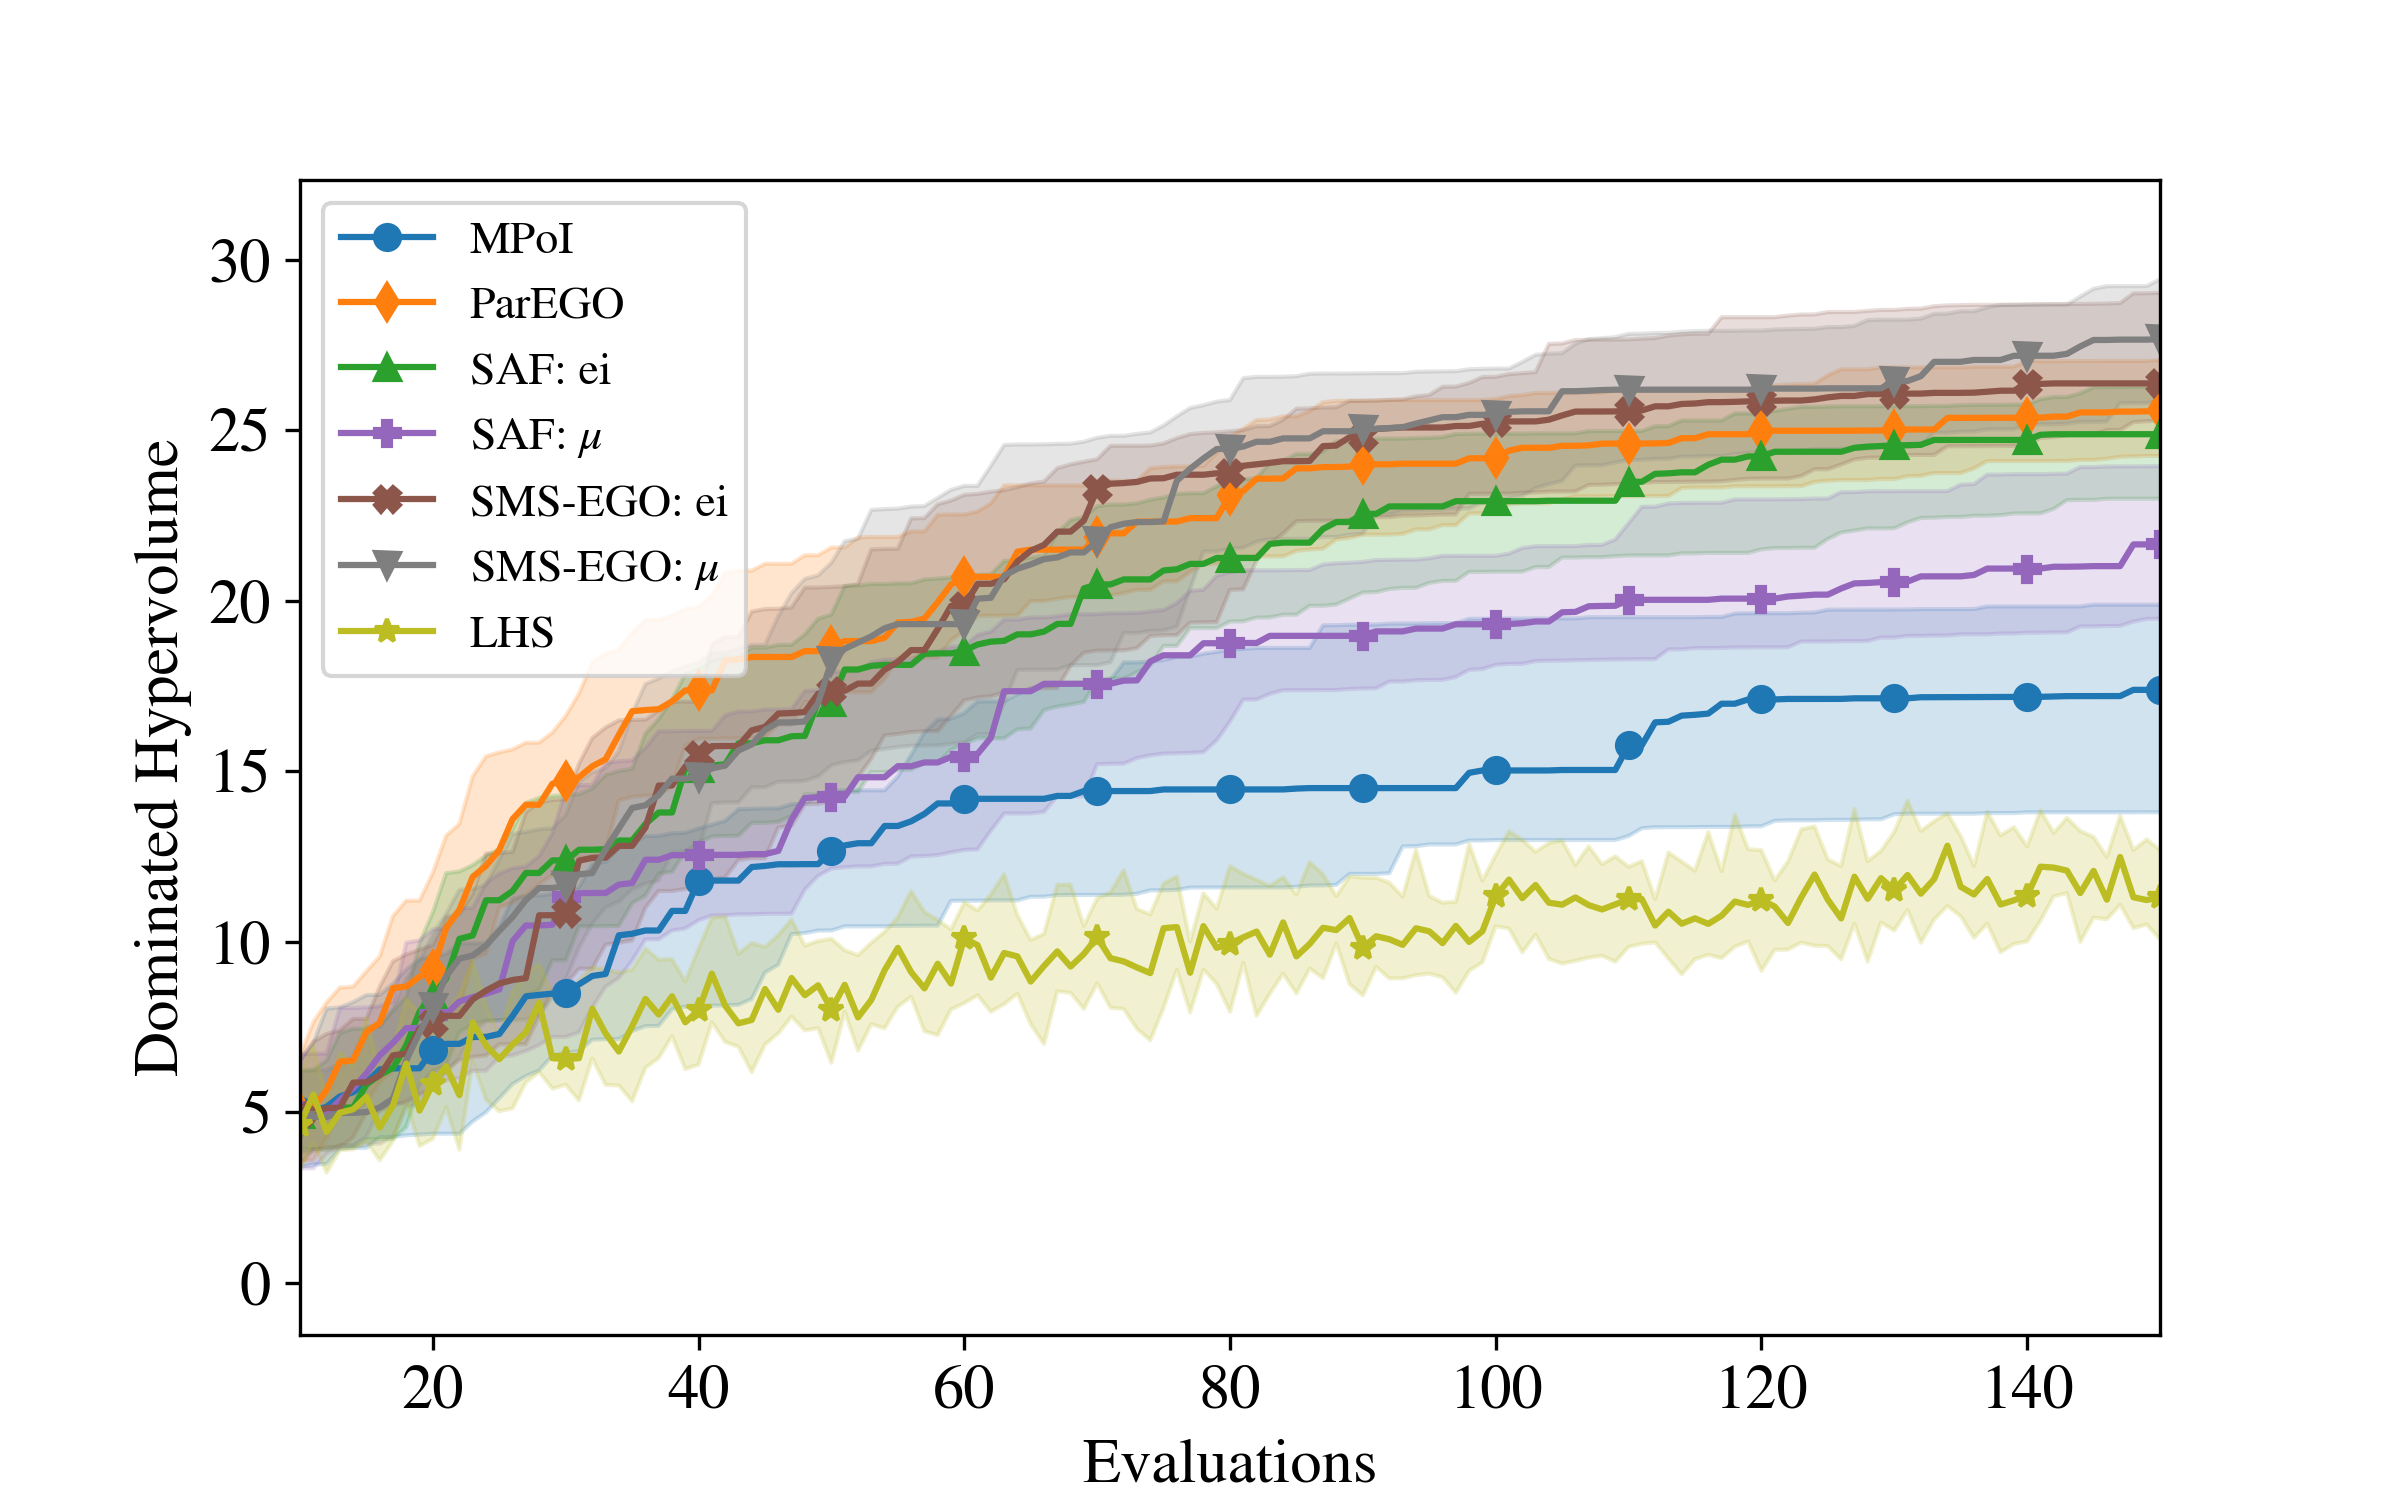 MPoI
ParEGO
SAF: ei
SAF: μ
SMS-EGO: ei
SMS-EGO: μ
LHS
Dominated Hypervolume
30
25
20
15
10
5
0
20 40 60 80 100 120 140
Evaluations